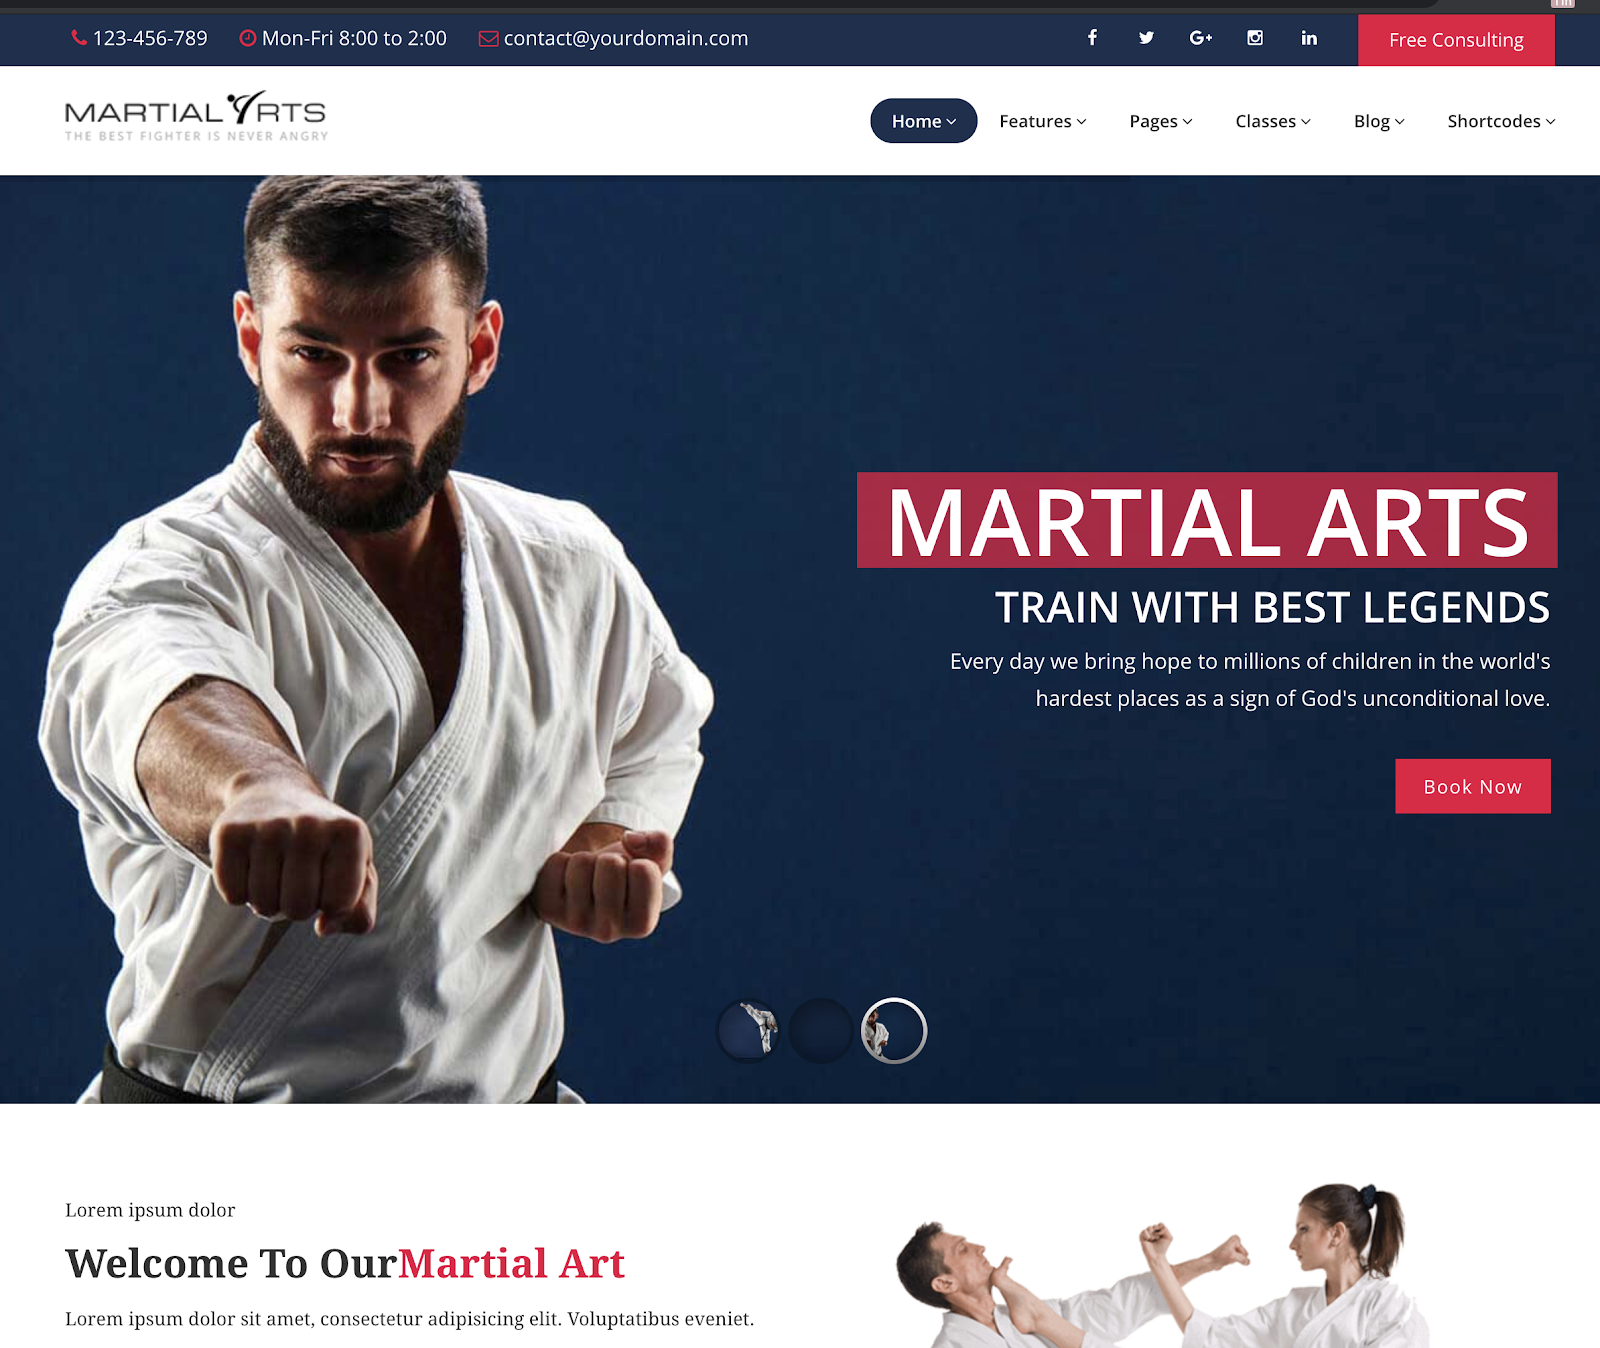 123-456-789 Mon-Fri 8:00 to 2:00 contact@yourdomain.com Free Consulting
MARTIAL ARTS
THE BEST FIGHTER IS NEVER ANGRY
Home Features Pages Classes Blog Shortcodes
MARTIAL ARTS
TRAIN WITH BEST LEGENDS
Every day we bring hope to millions of children in the world's
hardest places as a sign of God's unconditional love.
Book Now
Lorem ipsum dolor
Welcome To OurMartial Art
Lorem ipsum dolor sit amet, consectetur adipisicing elit. Voluptatibus eveniet.